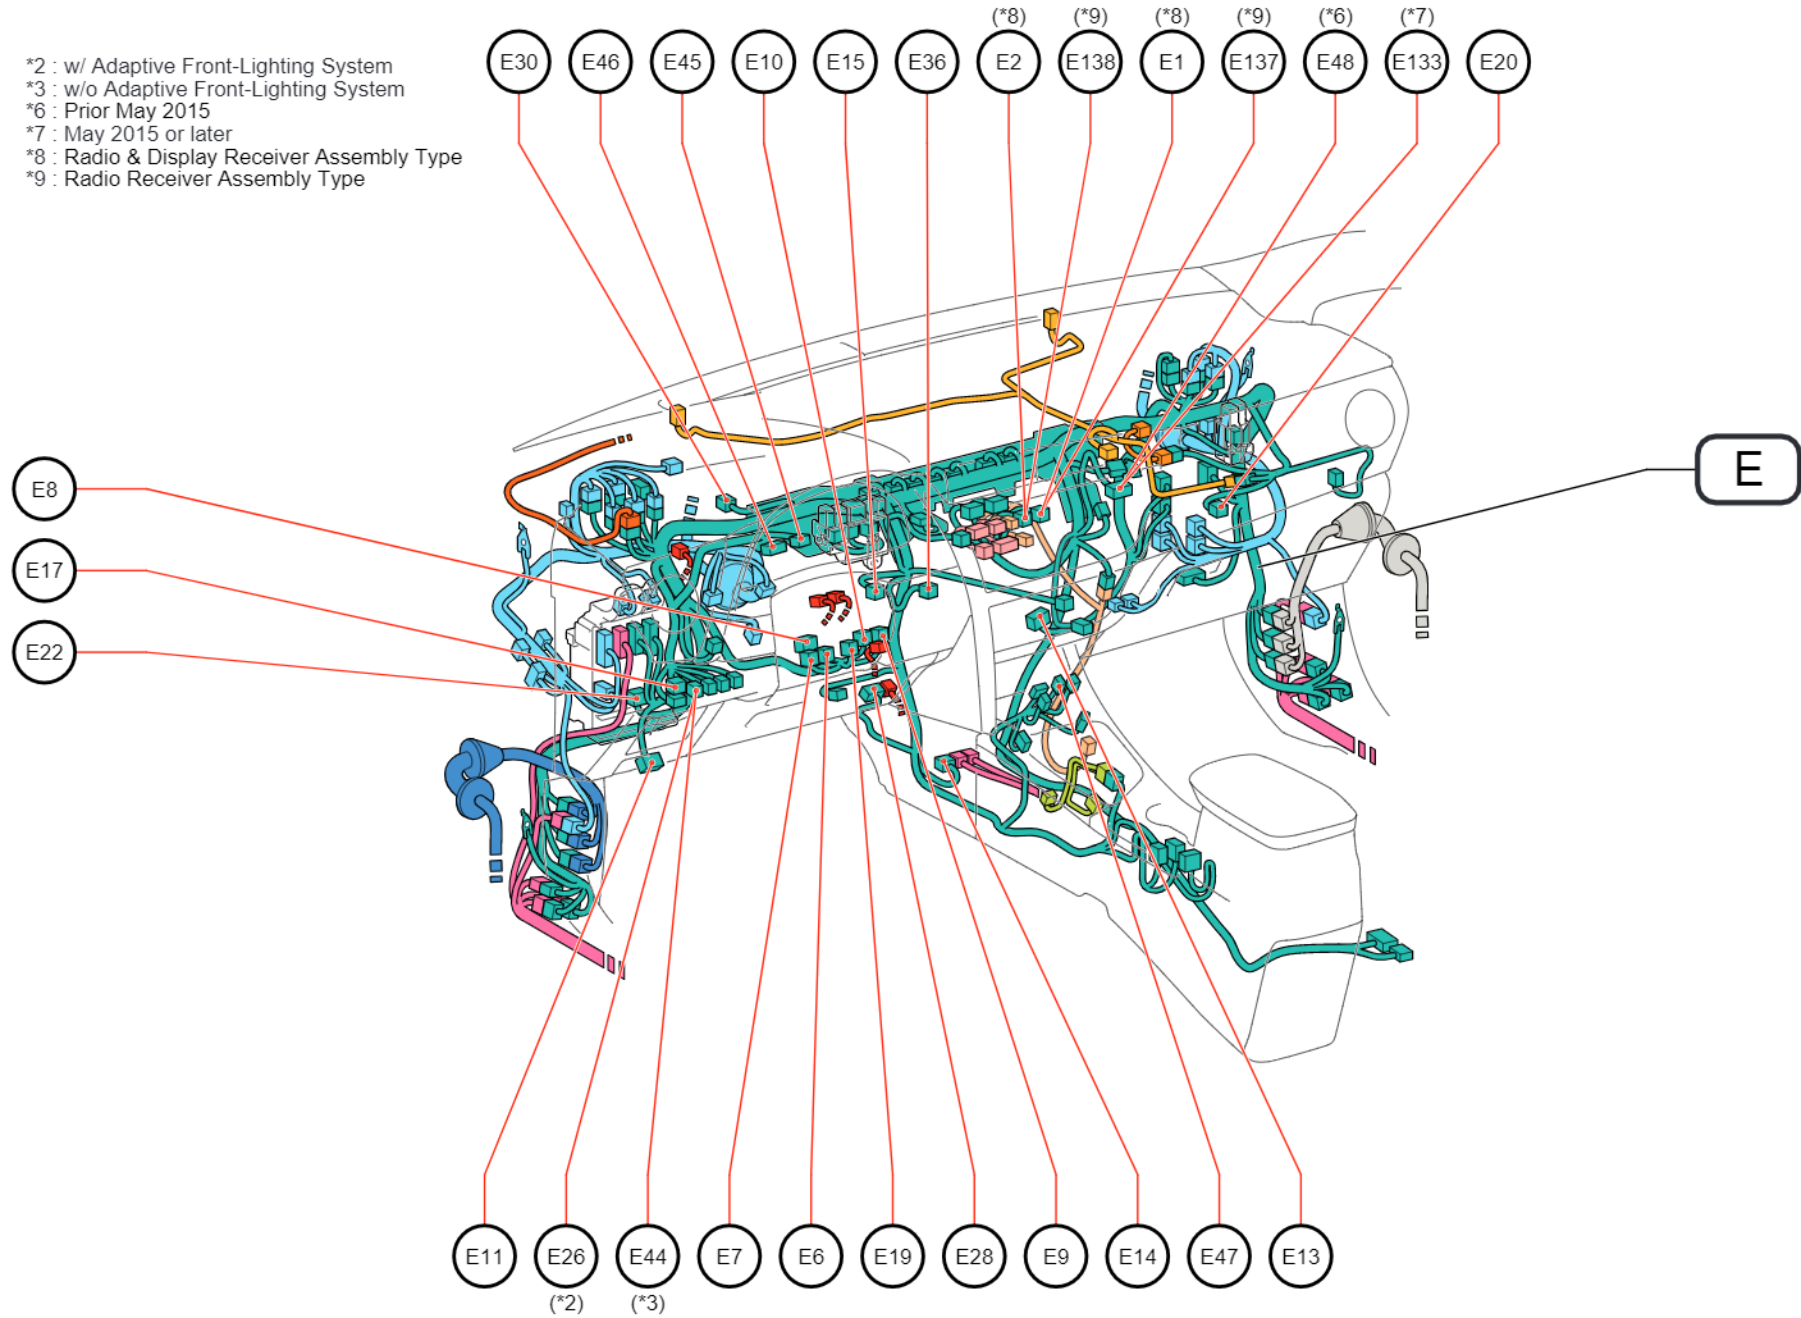 (*8) (*9) (*8) (*9) (*6) (*7)
E30 E46 E45 E10 E15 E36 E2 E138 E1 E137 E48 E133 E20
*2 : w/ Adaptive Front-Lighting System
*3 : w/o Adaptive Front-Lighting System
*6 : Prior May 2015
*7 : May 2015 or later
*8 : Radio & Display Receiver Assembly Type
*9 : Radio Receiver Assembly Type
E
E8
E17
E22
E11 E26 E44 E7 E6 E19 E28 E9 E14 E47 E13
(*2) (*3)